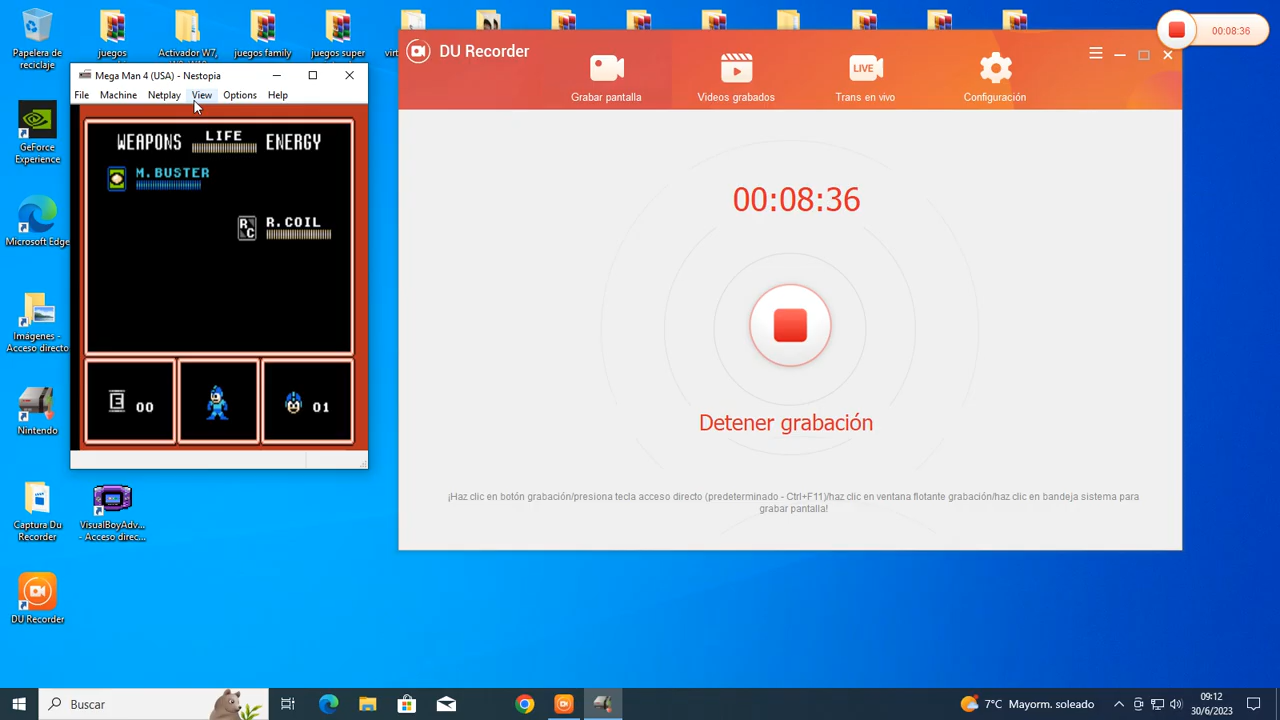 Papelera de
reciclaje
juegos
Activador W7,
juegos family
juegos super
GeForce
Experience
Microsoft Edge
Imagenes -
Acceso directo
Nintendo
Captura Du
Recorder
VisualBoyAdv...
- Acceso direc...
DU Recorder
Mega Man 4 (USA) - Nestopia
File Machine Netplay View Options Help
WEAPONS LIFE ENERGY
M.BUSTER
RC R.COIL
E 00
01
DU Recorder
Grabar pantalla
Videos grabados
LIVE
Trans en vivo
Configuración
00:08:36
00:08:36
Detener grabación
¡Haz clic en botón grabación/presiona tecla acceso directo (predeterminado - Ctrl+F11)/haz clic en ventana flotante grabación/haz clic en bandeja sistema para
grabar pantalla!
Buscar
7°C Mayorm. soleado
09:12
30/6/2023